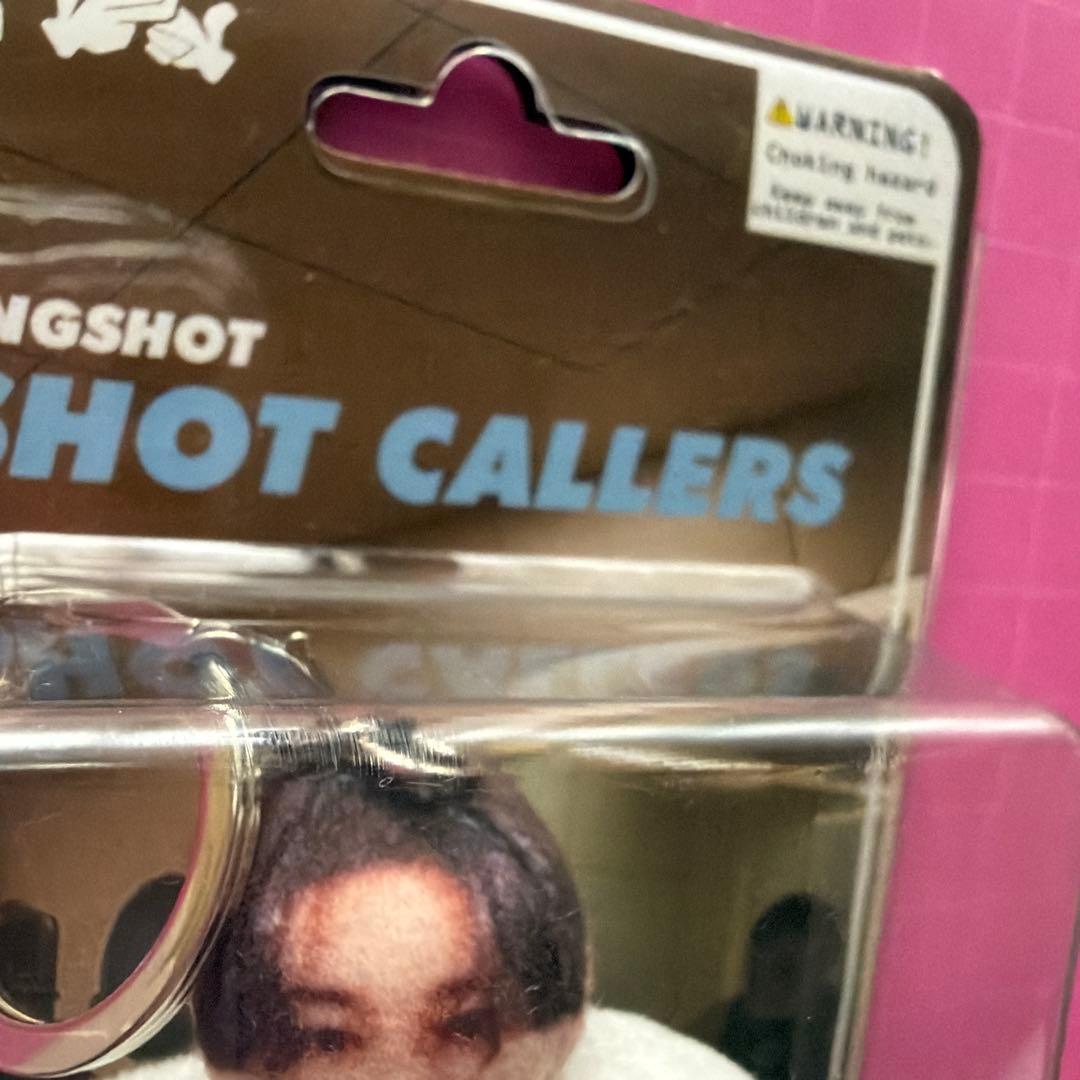 WARNING!
Choking hazard
Keep away from
children and pets.
NGSHOT
SHOT CALLERS